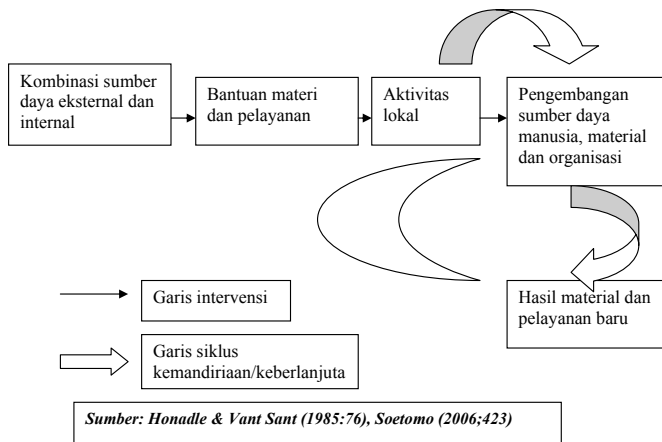 Kombinasi sumber
daya eksternal dan
internal
Bantuan materi
dan pelayanan
Aktivitas
lokal
Pengembangan
sumber daya
manusia, material
dan organisasi
Garis intervensi
Hasil material dan
pelayanan baru
Garis siklus
kemandiriaan/keberlanjuta
Sumber: Honadle & Vant Sant (1985:76), Soetomo (2006;423)